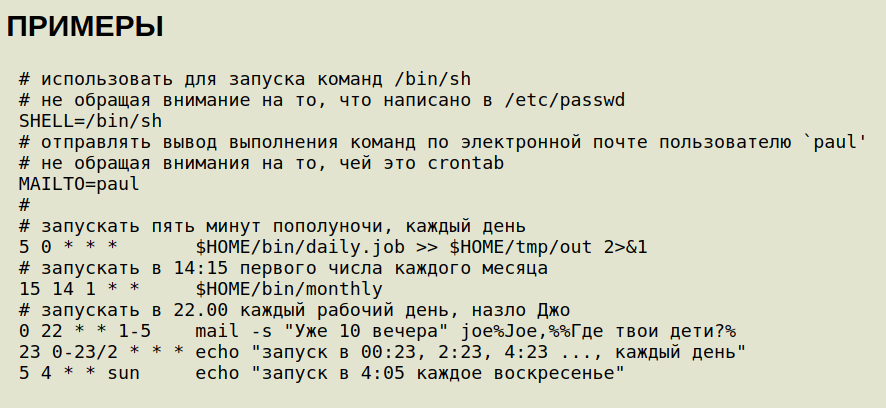 ПРИМЕРЫ
# использовать для запуска команд /bin/sh
# не обращая внимание на то, что написано в /etc/passwd
SHELL=/bin/sh
# отправлять вывод выполнения команд по электронной почте пользователю `paul'
# не обращая внимания на то, чей это crontab
MAILTO=paul
#
# запускать пять минут пополуночи, каждый день
5 0 * * *       $HOME/bin/daily.job >> $HOME/tmp/out 2>&1
# запускать в 14:15 первого числа каждого месяца
15 14 1 * *     $HOME/bin/monthly
# запускать в 22.00 каждый рабочий день, назло Джо
0 22 * * 1-5    mail -s "Уже 10 вечера" joe%Joe,%%Где твои дети?%
23 0-23/2 * * * echo "запуск в 00:23, 2:23, 4:23 ..., каждый день"
5 4 * * sun     echo "запуск в 4:05 каждое воскресенье"